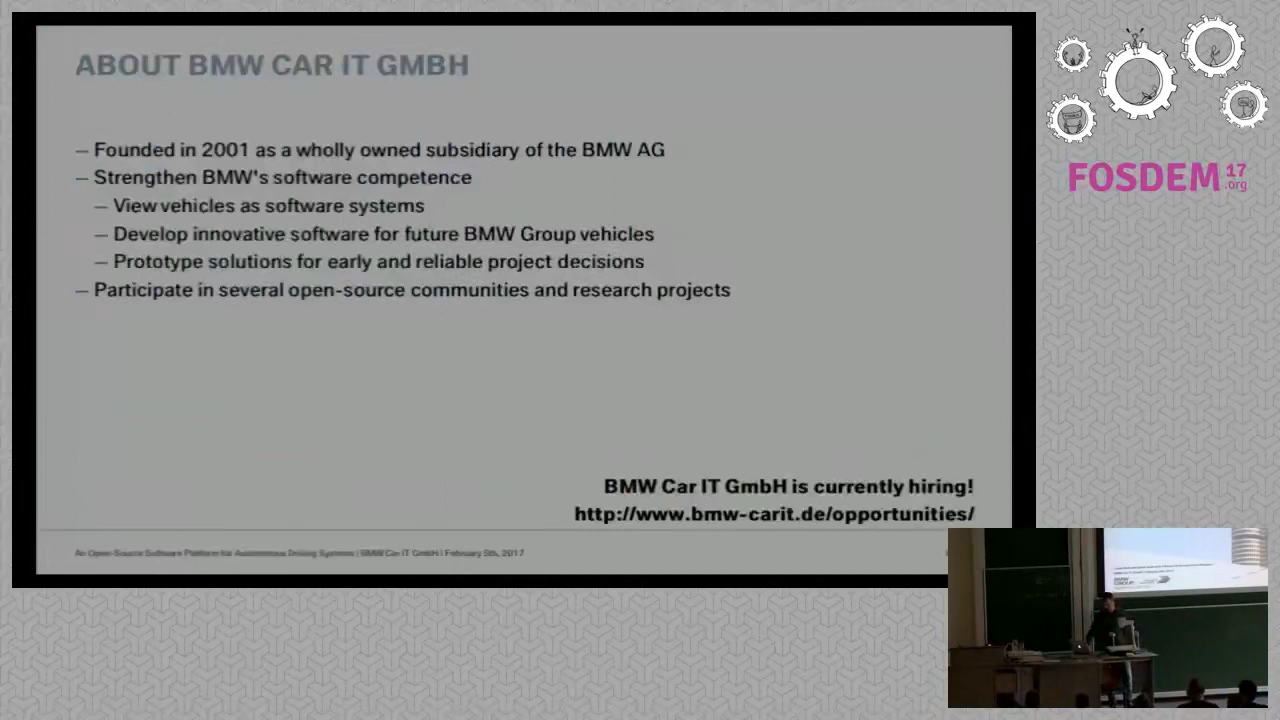 ABOUT BMW CAR IT GMBH
– Founded in 2001 as a wholly owned subsidiary of the BMW AG
– Strengthen BMW's software competence
– View vehicles as software systems
– Develop innovative software for future BMW Group vehicles
– Prototype solutions for early and reliable project decisions
– Participate in several open-source communities and research projects
BMW Car IT GmbH is currently hiring!
http://www.bmw-carit.de/opportunities/
An Open-Source Software Platform for Autonomous Driving Systems | BMW Car IT GmbH | February 5th, 2017
FOSDEM 17
.org
BMW
GROUP